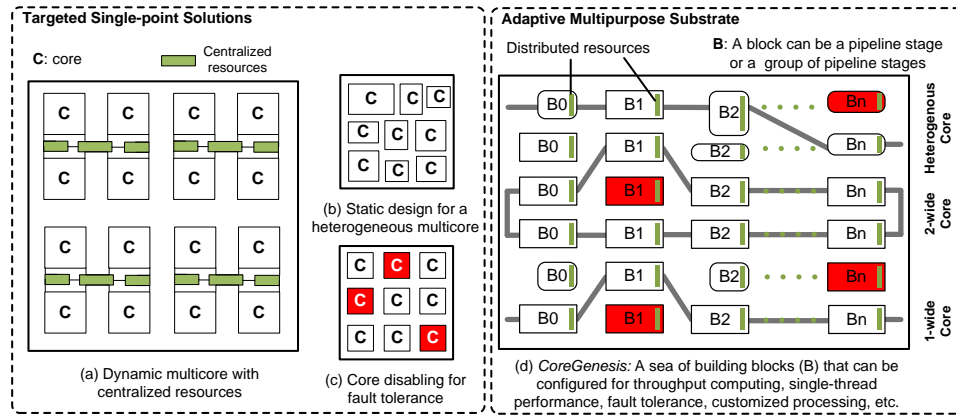 Targeted Single-point Solutions
C: core
Centralized
resources
C C C C
C C C C
C C C C
C C C C
(a) Dynamic multicore with
centralized resources
C C C
C C C
C C C
(b) Static design for a
heterogeneous multicore
C C C
C C C
C C C
(c) Core disabling for
fault tolerance
Adaptive Multipurpose Substrate
Distributed resources
B: A block can be a pipeline stage
or a group of pipeline stages
B0 B1 B2 Bn
B0 B1 B2 Bn
B0 B1 B2 Bn
B0 B1 B2 Bn
B0 B1 B2 Bn
B1 B2 Bn
Heterogenous
Core
2-wide
Core
1-wide
Core
(d) CoreGenesis: A sea of building blocks (B) that can be
configured for throughput computing, single-thread
performance, fault tolerance, customized processing, etc.